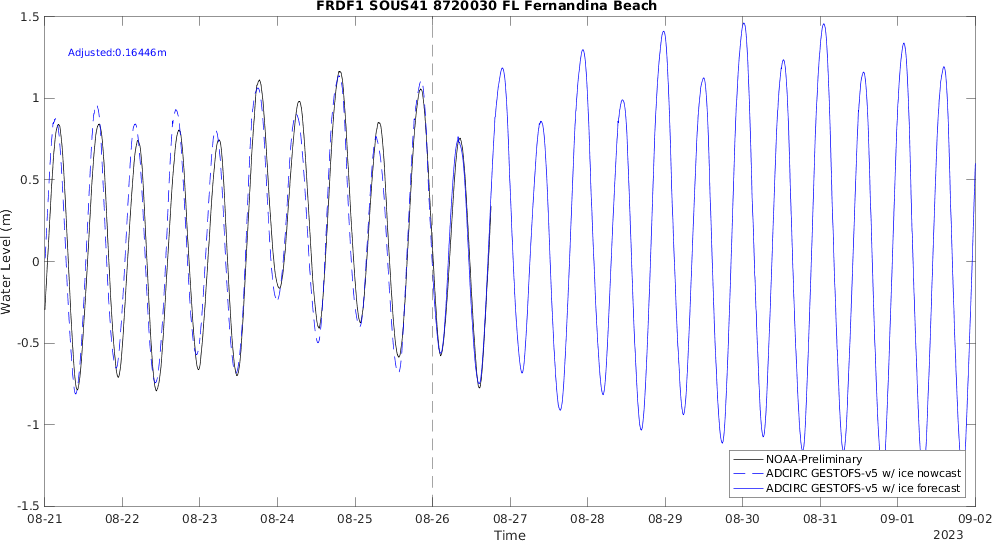 FRDF1 SOUS41 8720030 FL Fernandina Beach
Adjusted:0.16446m
Water Level (m)
1.5
1
0.5
0
-0.5
-1
-1.5
NOAA-Preliminary
ADCIRC GESTOFS-v5 w/ ice nowcast
ADCIRC GESTOFS-v5 w/ ice forecast
08-21 08-22 08-23 08-24 08-25 08-26 08-27 08-28 08-29 08-30 08-31 09-01 09-02
Time
2023